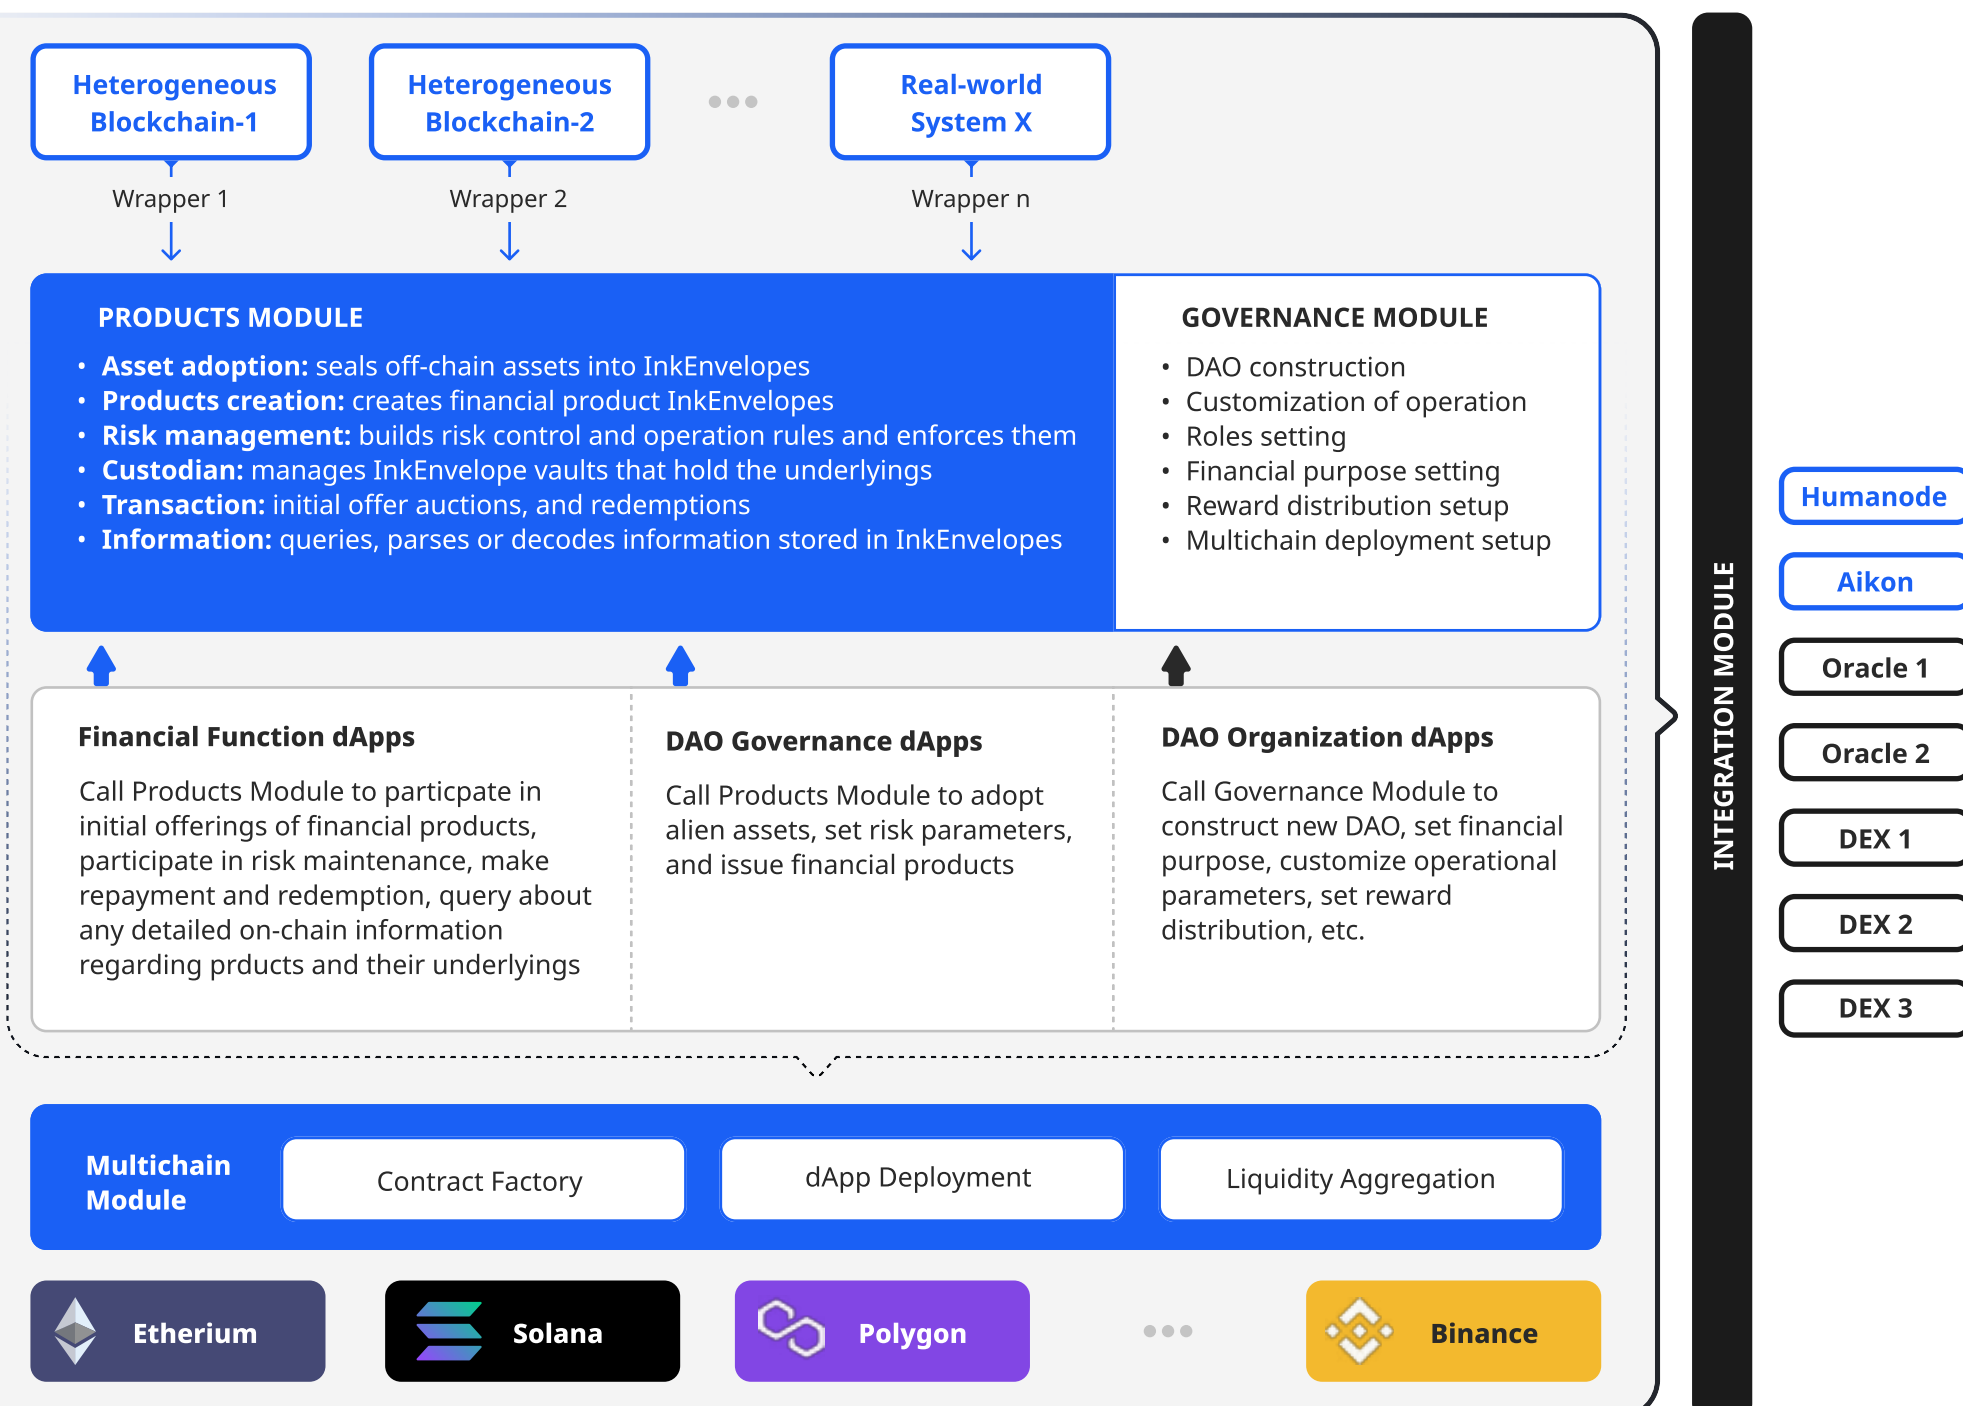 Heterogeneous
Blockchain-1
Heterogeneous
Blockchain-2
Real-world
System X
Wrapper 1
Wrapper 2
Wrapper n
PRODUCTS MODULE
• Asset adoption: seals off-chain assets into InkEnvelopes
• Products creation: creates financial product InkEnvelopes
• Risk management: builds risk control and operation rules and enforces them
• Custodian: manages InkEnvelope vaults that hold the underlyings
• Transaction: initial offer auctions, and redemptions
• Information: queries, parses or decodes information stored in InkEnvelopes
GOVERNANCE MODULE
• DAO construction
• Customization of operation
• Roles setting
• Financial purpose setting
• Reward distribution setup
• Multichain deployment setup
Financial Function dApps
Call Products Module to particpate in
initial offerings of financial products,
participate in risk maintenance, make
repayment and redemption, query about
any detailed on-chain information
regarding prducts and their underlyings
DAO Governance dApps
Call Products Module to adopt
alien assets, set risk parameters,
and issue financial products
DAO Organization dApps
Call Governance Module to
construct new DAO, set financial
purpose, customize operational
parameters, set reward
distribution, etc.
Multichain
Module
Contract Factory
dApp Deployment
Liquidity Aggregation
Etherium
Solana
Polygon
Binance
INTEGRATION MODULE
Humanode
Aikon
Oracle 1
Oracle 2
DEX 1
DEX 2
DEX 3